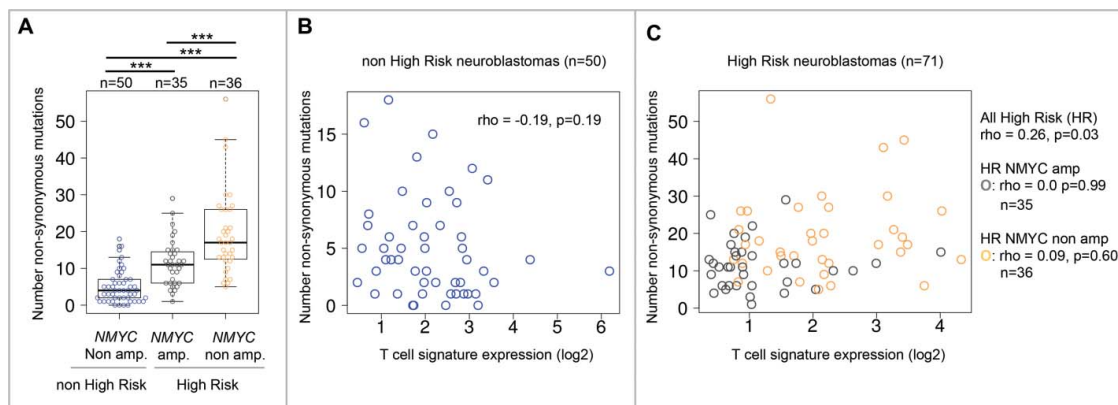 A
***
***
***
n=50 n=35 n=36
Number non-synonymous mutations
50
40
30
20
10
0
NMYC NMYC NMYC
Non amp. amp. non amp.
non High Risk High Risk
B
non High Risk neuroblastomas (n=50)
rho = -0.19, p=0.19
Number non-synonymous mutations
15
10
5
0
1 2 3 4 5 6
T cell signature expression (log2)
C
High Risk neuroblastomas (n=71)
Number non-synonymous mutations
50
40
30
20
10
0
1 2 3 4
T cell signature expression (log2)
All High Risk (HR)
rho = 0.26, p=0.03
HR NMYC amp
O: rho = 0.0 p=0.99
n=35
HR NMYC non amp
O: rho = 0.09, p=0.60
n=36